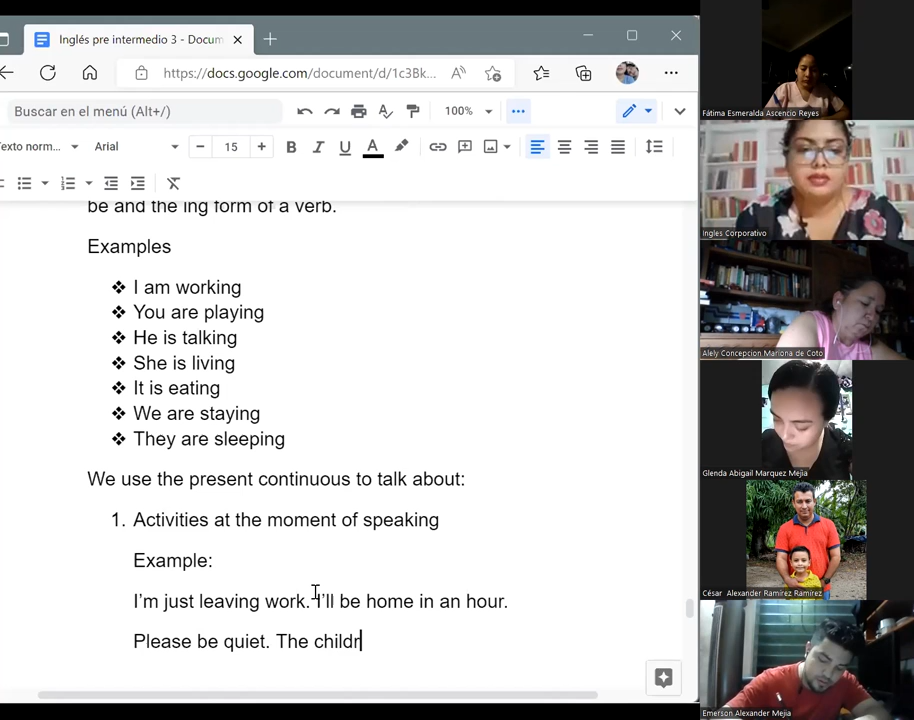 Inglés pre intermedio 3 - Docum
https://docs.google.com/document/d/1c3Bk...
Buscar en el menú (Alt+/)
100%
exto norm...
Arial
15
be and the ing form of a verb.
Examples
❖ I am working
❖ You are playing
❖ He is talking
❖ She is living
❖ It is eating
❖ We are staying
❖ They are sleeping
We use the present continuous to talk about:
1. Activities at the moment of speaking
Example:
I'm just leaving work. I'll be home in an hour.
Please be quiet. The childr
Fátima Esmeralda Ascencio Reyes
Ingles Corporativo
Alely Concepcion Mariona de Coto
Glenda Abigail Marquez Mejia
César Alexander Ramirez Ramirez
Emerson Alexander Mejia